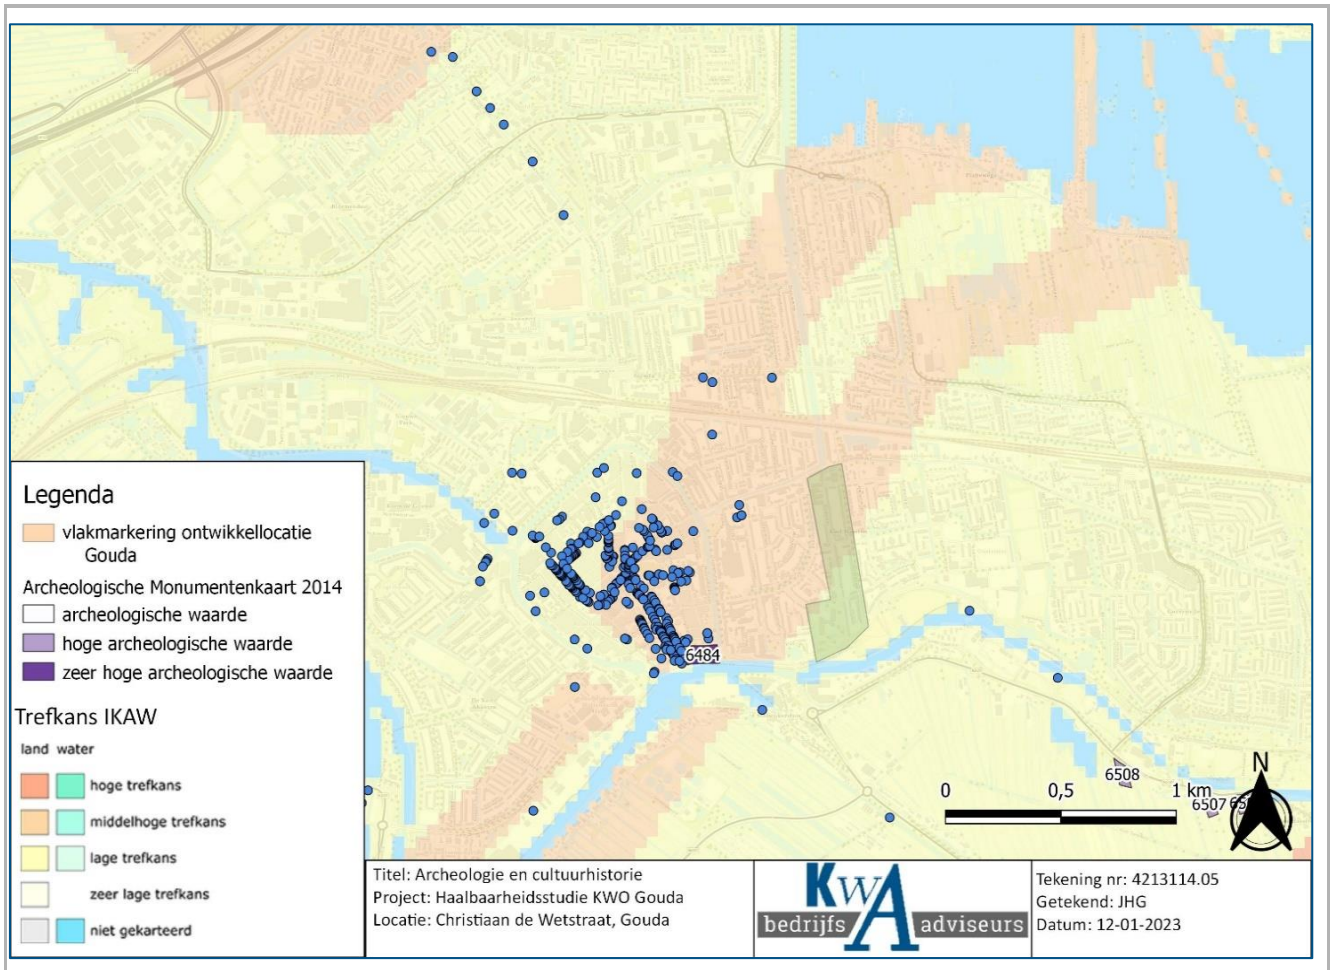 6484
6508
6507
0
0,5
1 km
N
Legenda
vlakmarkering ontwikkellocatie
Gouda
Archeologische Monumentenkaart 2014
archeologische waarde
hoge archeologische waarde
zeer hoge archeologische waarde
Trefkans IKAW
land water
hoge trefkans
middelhoge trefkans
lage trefkans
zeer lage trefkans
niet gekarteerd
Titel: Archeologie en cultuurhistorie
Project: Haalbaarheidsstudie KWO Gouda
Locatie: Christiaan de Wetstraat, Gouda
KWA
bedrijfs adviseurs
Tekening nr: 4213114.05
Getekend: JHG
Datum: 12-01-2023